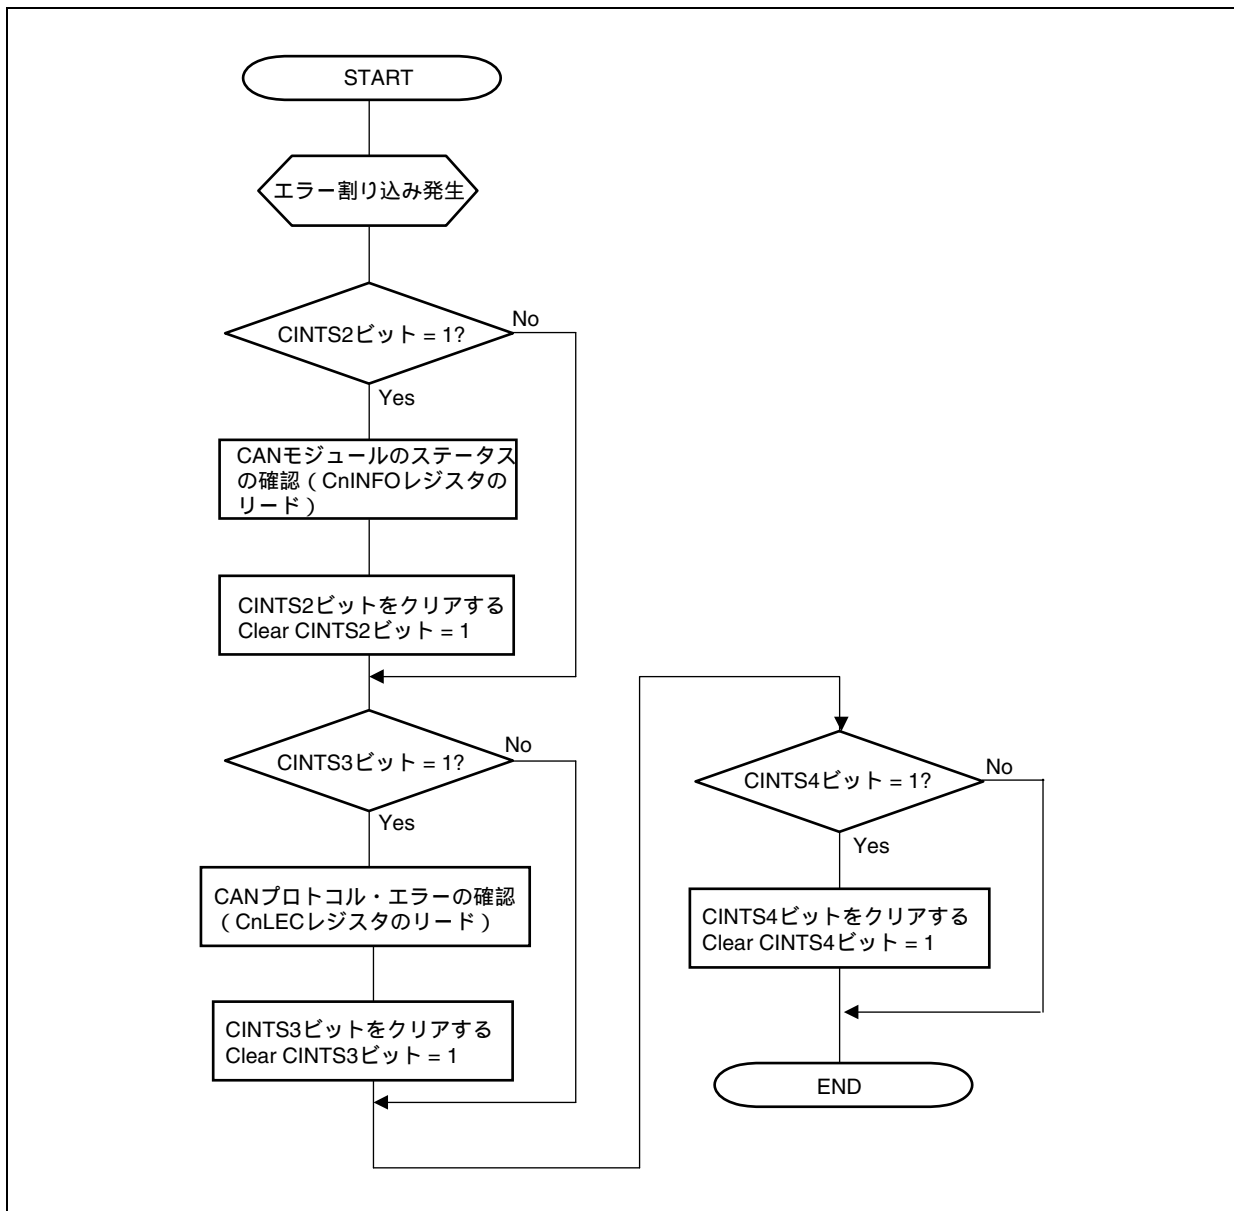 START
エラー割り込み発生
CINTS2ビット = 1?
No
Yes
CANモジュールのステータス
の確認（CnINFOレジスタの
リード）
CINTS2ビットをクリアする
Clear CINTS2ビット = 1
CINTS3ビット = 1?
No
Yes
CANプロトコル・エラーの確認
（CnLECレジスタのリード）
CINTS3ビットをクリアする
Clear CINTS3ビット = 1
CINTS4ビット = 1?
No
Yes
CINTS4ビットをクリアする
Clear CINTS4ビット = 1
END